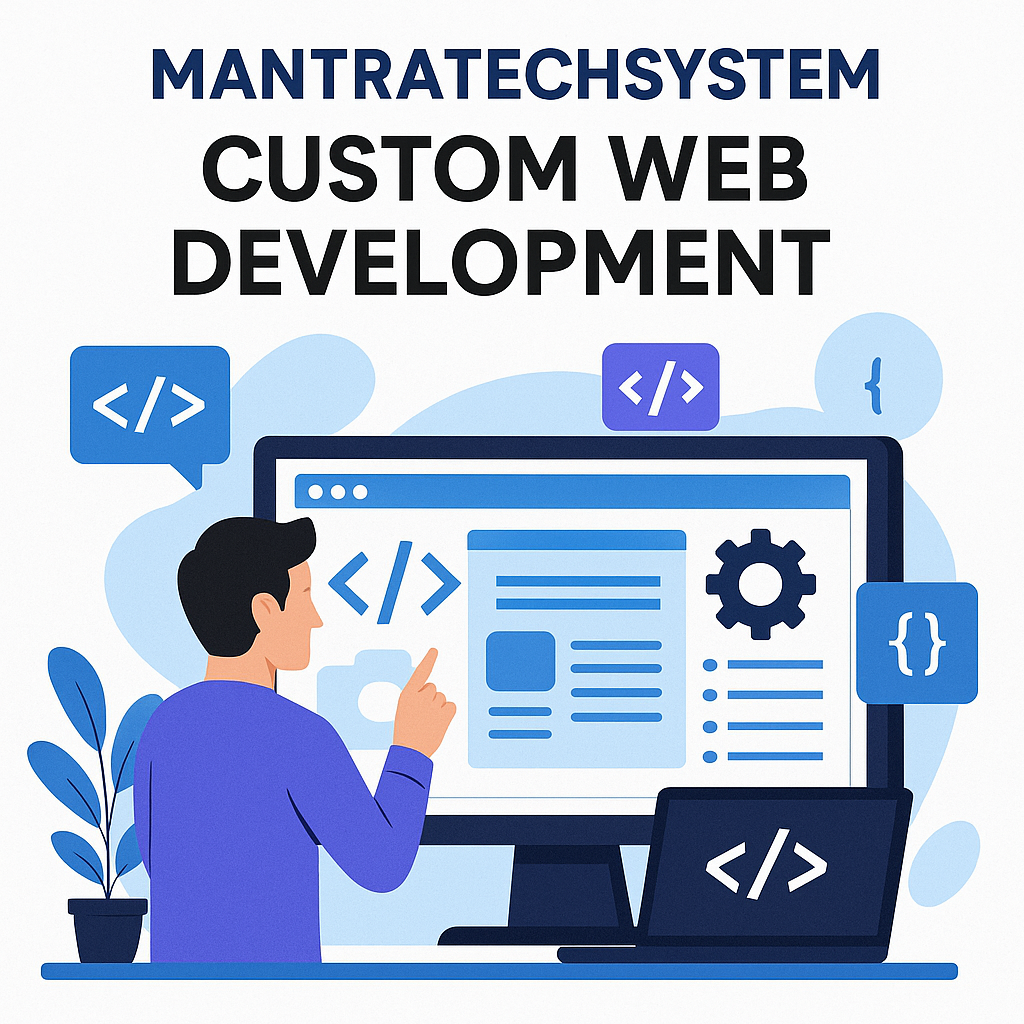 MANTRATECHSYSTEM
CUSTOM WEB
DEVELOPMENT
</>
</>
{
</>
{}
</>